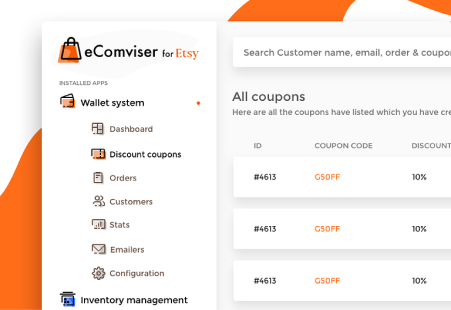 eComviser for Etsy
INSTALLED APPS
Wallet system
Dashboard
Discount coupons
Orders
Customers
Stats
Emailers
Configuration
Inventory management
Search Customer name, email, order & coupon
All coupons
Here are all the coupons have listed which you have cre
ID COUPON CODE DISCOUNT
#4613 G50FF 10%
#4613 G50FF 10%
#4613 G50FF 10%